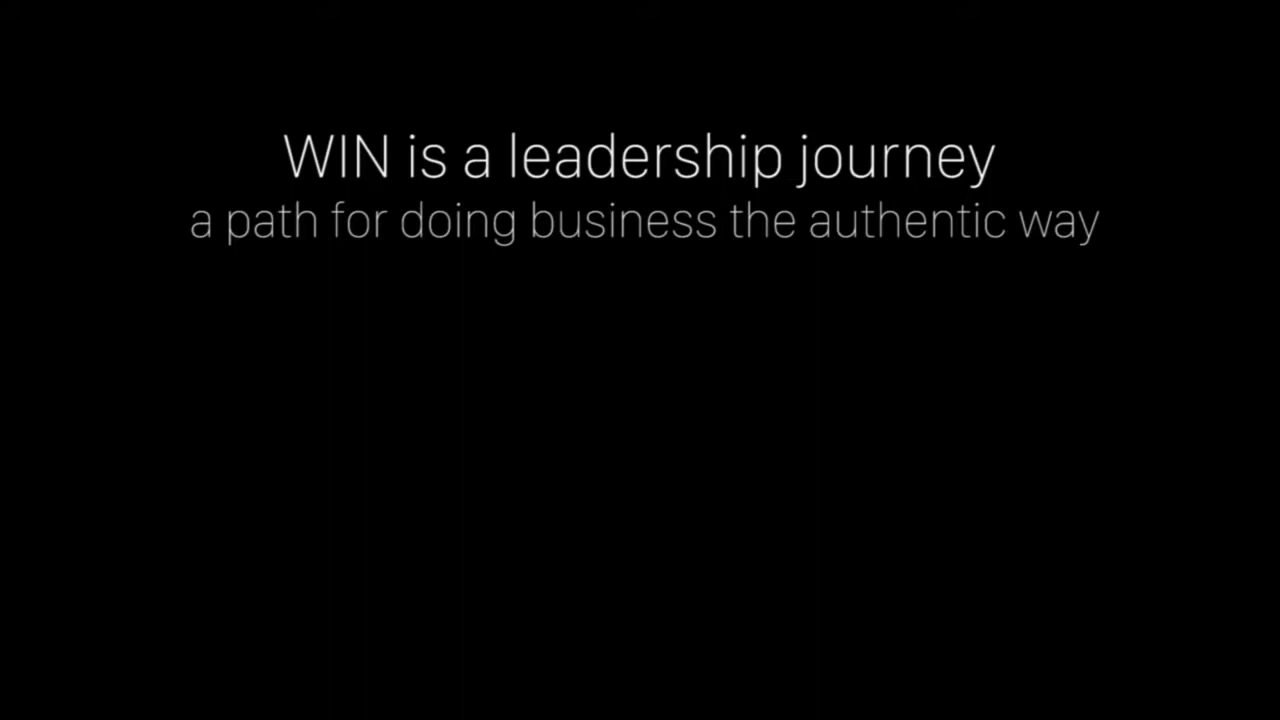 WIN is a leadership journey
a path for doing business the authentic way